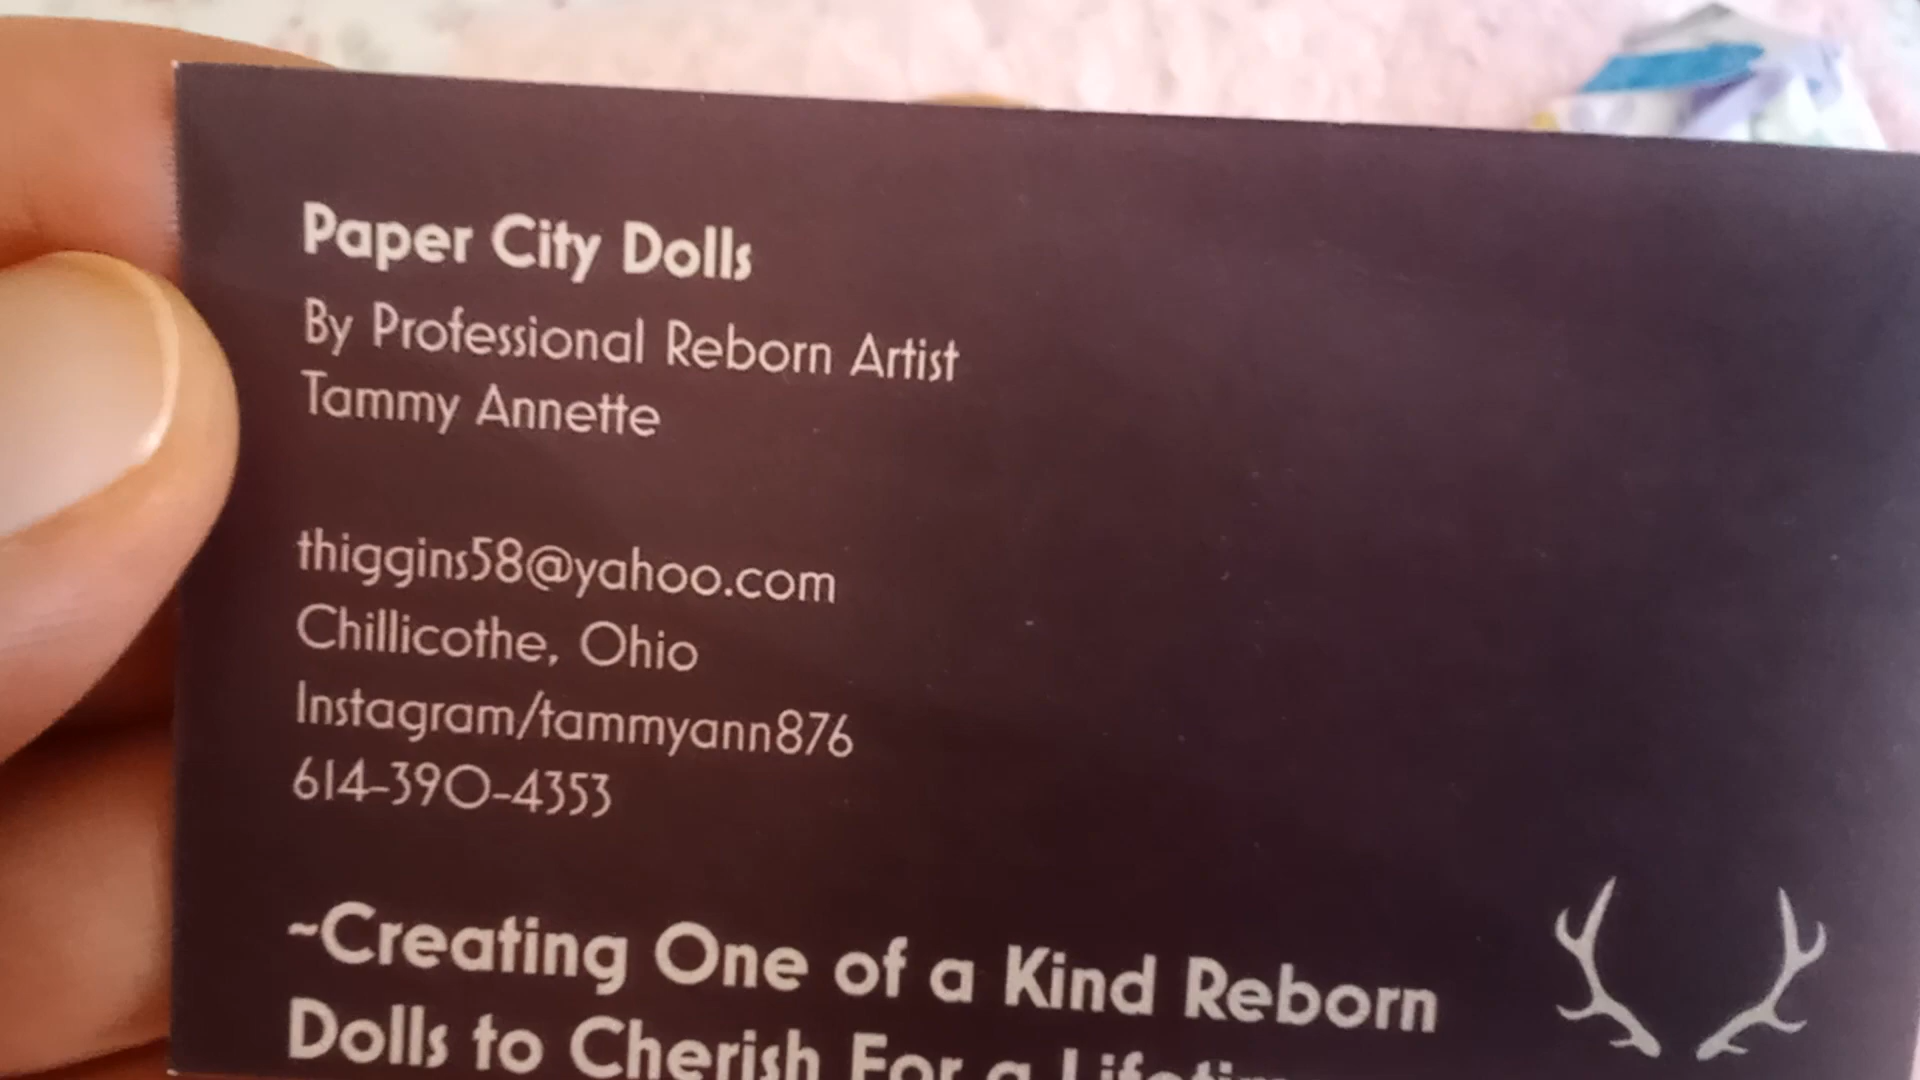 Paper City Dolls
By Professional Reborn Artist
Tammy Annette
thiggins58@yahoo.com
Chillicothe, Ohio
Instagram/tammyann876
614-390-4353
~Creating One of a Kind Reborn
Dolls to Cherish For a